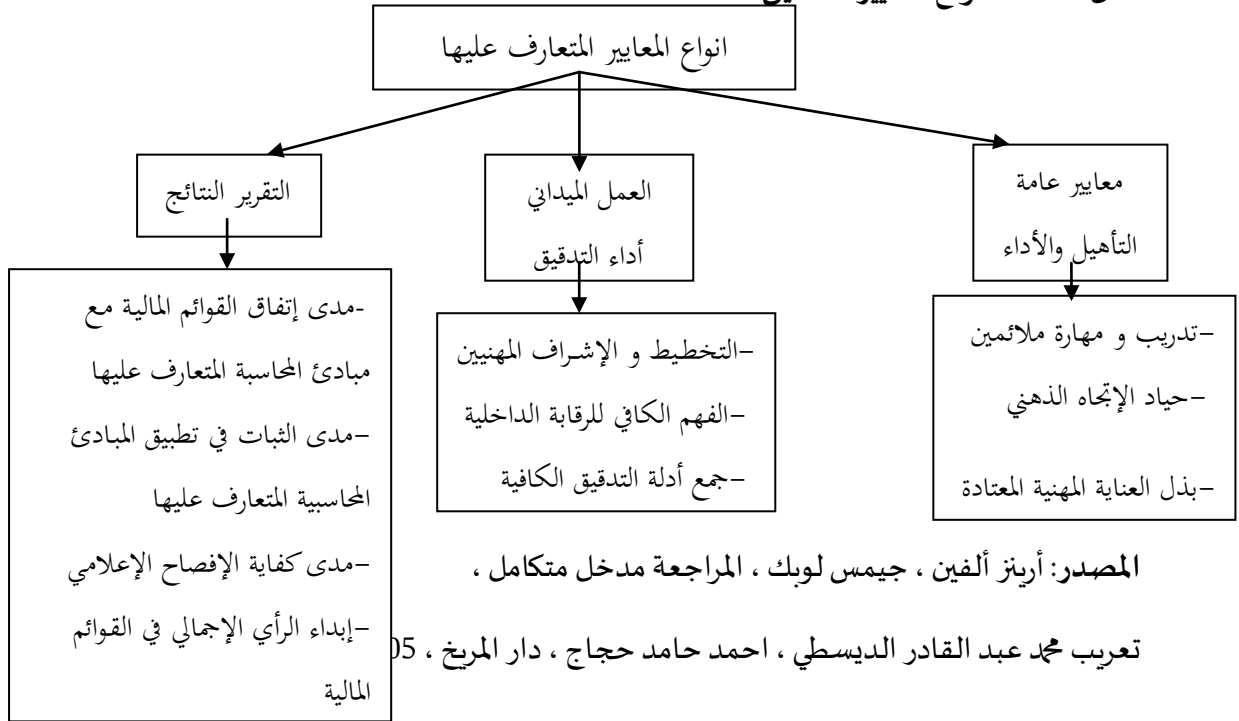 انواع المعايير المتعارف عليها
معايير عامة
التأهيل والأداء
العمل الميداني
أداء التدقيق
التقرير النتائج
–تدريب و مهارة ملائمين
–حياد الإتجاه الذهني
–بذل العناية المهنية المعتادة
–التخطيط و الإشراف المهنيين
–الفهم الكافي للرقابة الداخلية
–جمع أدلة التدقيق الكافية
-مدى إتفاق القوائم المالية مع
مبادئ المحاسبة المتعارف عليها
–مدى الثبات في تطبيق المبادئ
المحاسبية المتعارف عليها
–مدى كفاية الإفصاح الإعلامي
–إبداء الرأي الإجمالي في القوائم
المالية
المصدر: أرينز ألفين ، جيمس لوبك ، المراجعة مدخل متكامل ،
تعريب محمد عبد القادر الديسطي ، احمد حامد حجاج ، دار المريخ ،